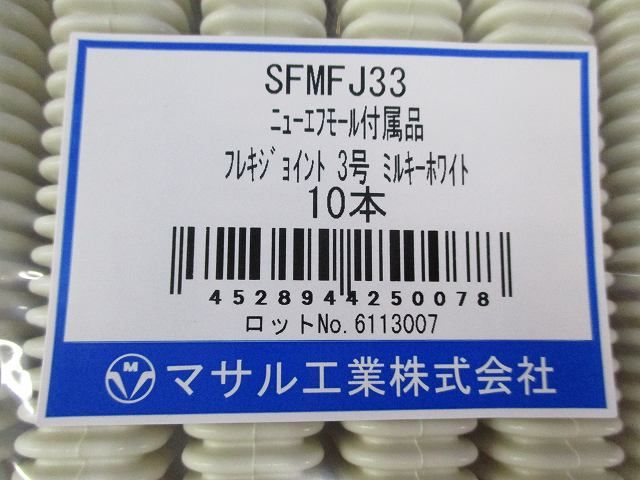 SFMFJ33
ﾆｭｰｴﾌﾓｰﾙ付属品
ﾌﾚｷｼﾞｮｲﾝﾄ 3号 ﾐﾙｷｰﾎﾜｲﾄ
10本
4528944250078
ロットNo.6113007
M マサル工業株式会社